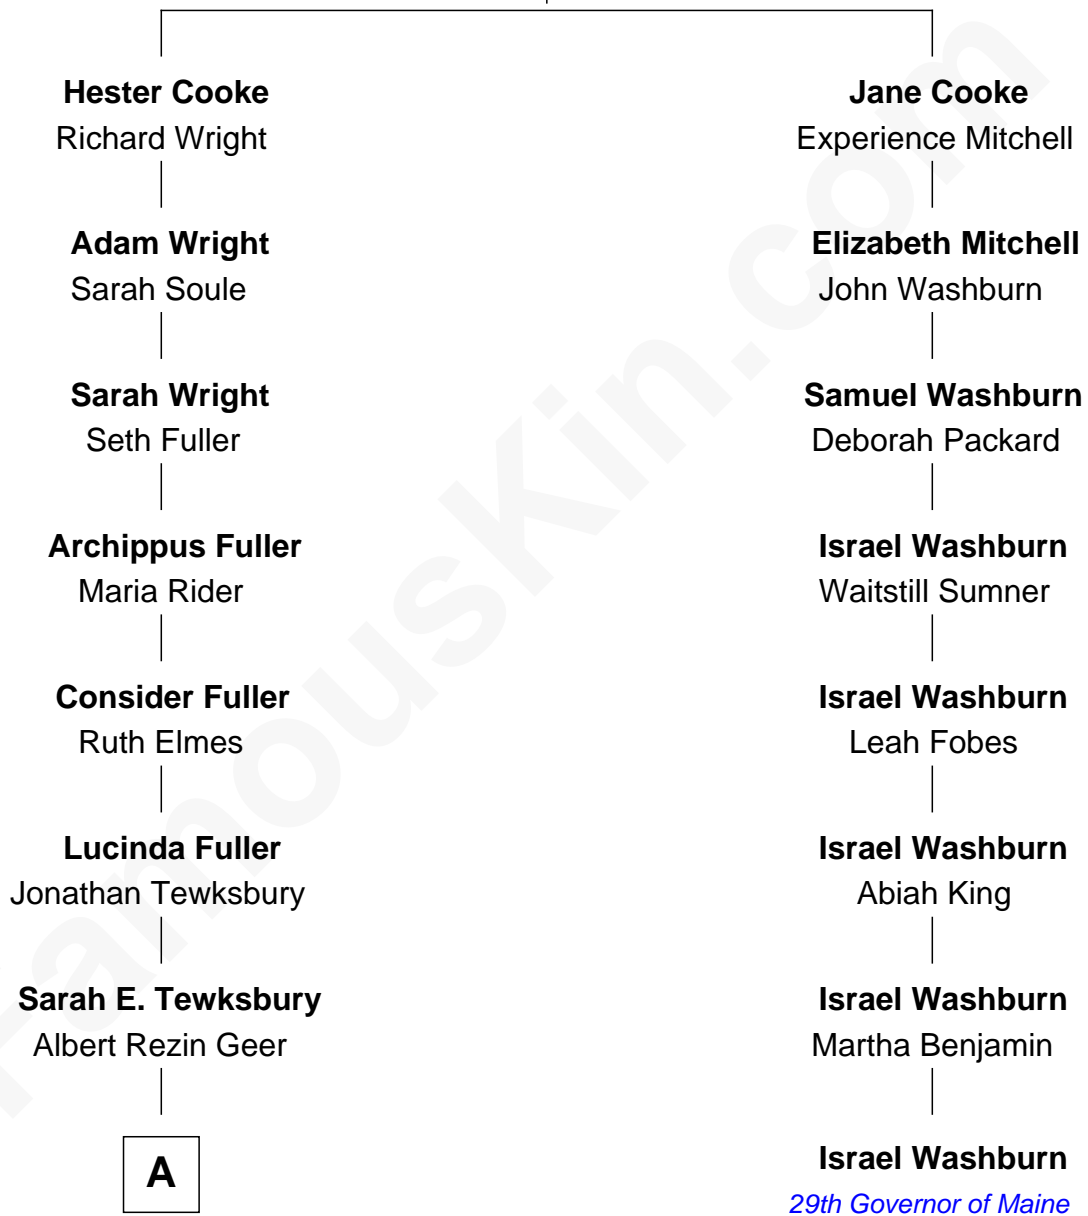 Hester Cooke
Richard Wright
Jane Cooke
Experience Mitchell
Adam Wright
Sarah Soule
Elizabeth Mitchell
John Washburn
Sarah Wright
Seth Fuller
Samuel Washburn
Deborah Packard
Archippus Fuller
Maria Rider
Israel Washburn
Waitstill Sumner
Consider Fuller
Ruth Elmes
Israel Washburn
Leah Fobes
Lucinda Fuller
Jonathan Tewksbury
Israel Washburn
Abiah King
Sarah E. Tewksbury
Albert Rezin Geer
Israel Washburn
Martha Benjamin
A
Israel Washburn
29th Governor of Maine
FamousKin.com